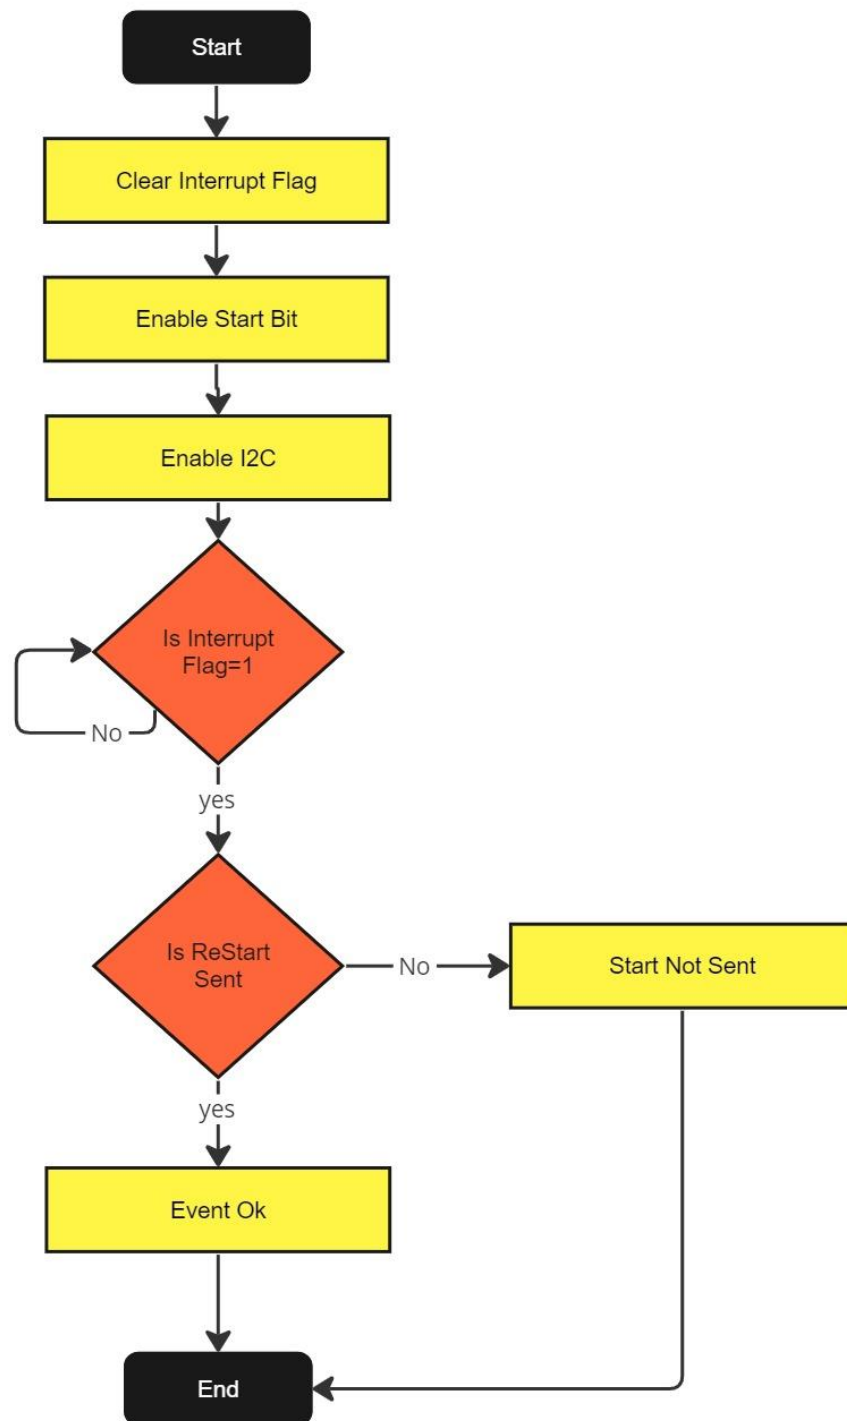 Start
Clear Interrupt Flag
Enable Start Bit
Enable I2C
Is Interrupt
Flag=1
No
yes
Is ReStart
Sent
No
Start Not Sent
yes
Event Ok
End